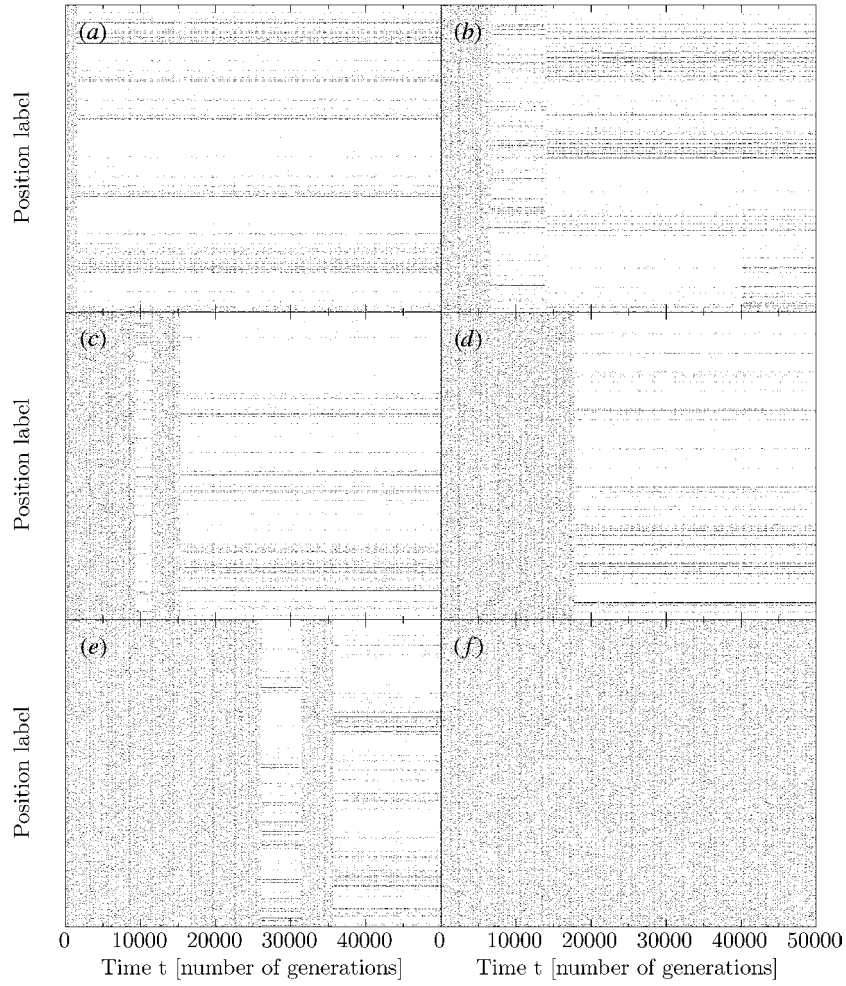 (a) (b)
Position label
(c) (d)
Position label
(e) (f)
Position label
0 10000 20000 30000 40000 0 10000 20000 30000 40000 50000
Time t [number of generations] Time t [number of generations]